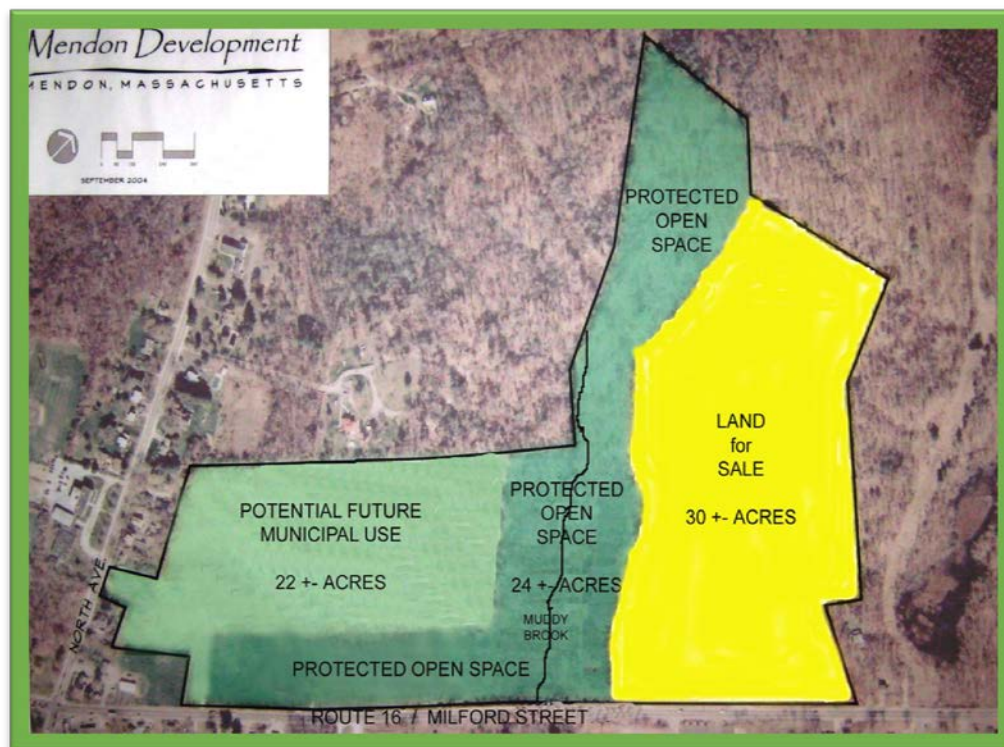 Mendon Development
MENDON, MASSACHUSETTS
SEPTEMBER 2004
PROTECTED
OPEN
SPACE
LAND
for
SALE
30 +- ACRES
POTENTIAL FUTURE
MUNICIPAL USE
22 +- ACRES
PROTECTED
OPEN
SPACE
24 +- ACRES
MUDDY
BROOK
PROTECTED OPEN SPACE
NORTH AVE.
ROUTE 16 / MILFORD STREET